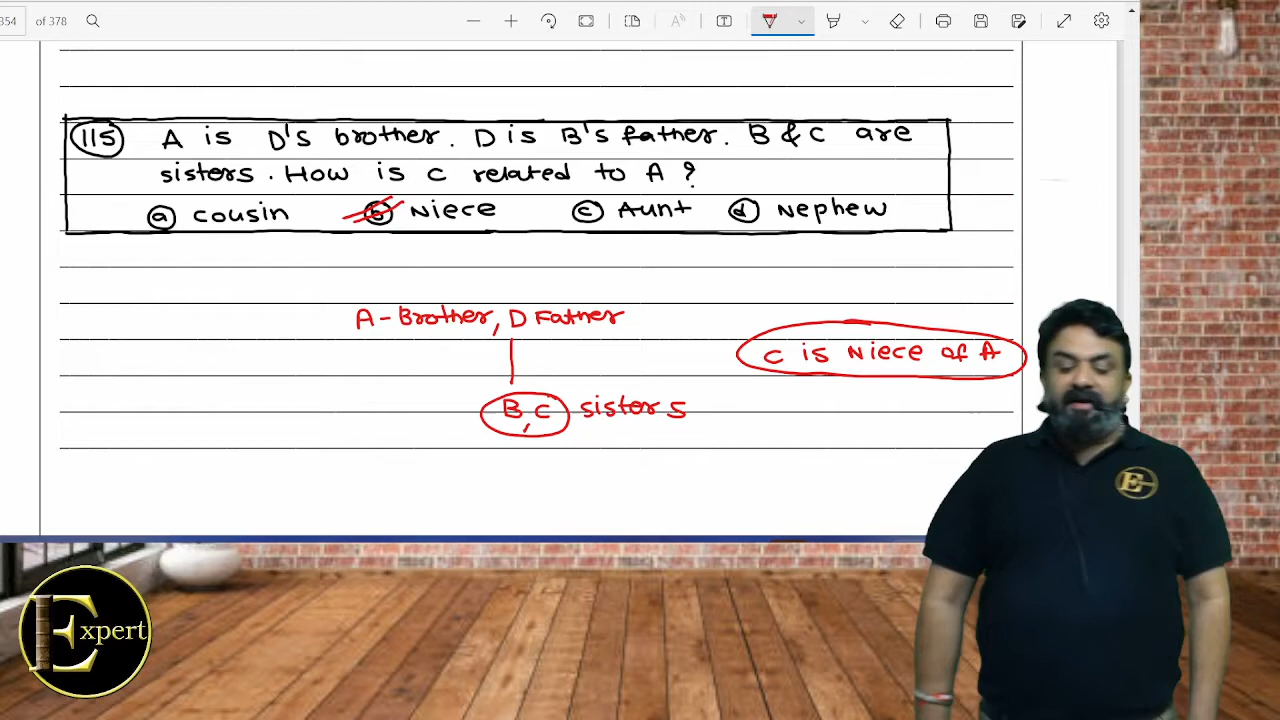 354 of 378
115 A is D's brother. D is B's father. B & C are
sisters. How is C related to A?
a cousin b Niece c Aunt d Nephew
A-Brother, D Father
C is Niece of A
B, C sisters
E
Expert